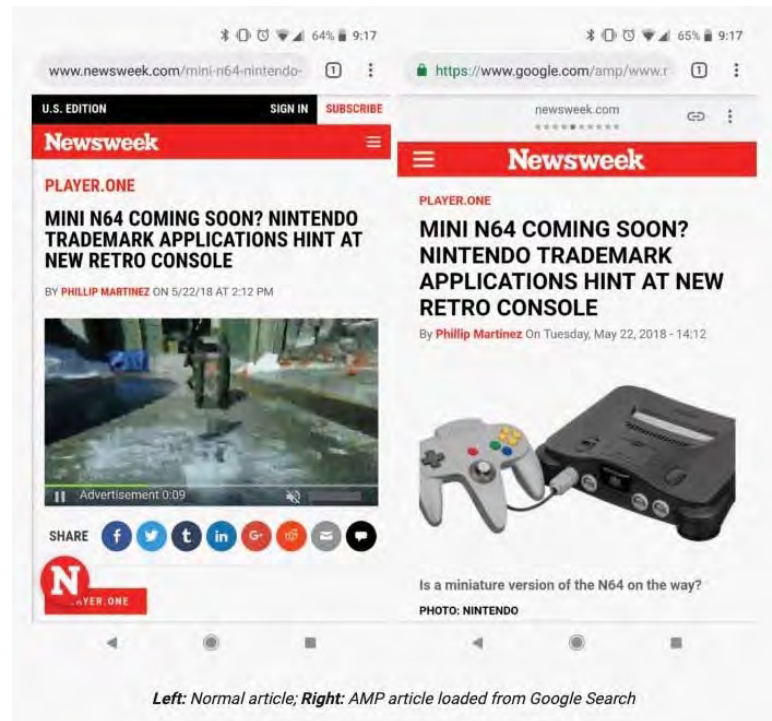 64% 9:17
www.newsweek.com/mini-n64-nintendo- 1
U.S. EDITION SIGN IN SUBSCRIBE
Newsweek
PLAYER.ONE
MINI N64 COMING SOON? NINTENDO
TRADEMARK APPLICATIONS HINT AT
NEW RETRO CONSOLE
BY PHILLIP MARTINEZ ON 5/22/18 AT 2:12 PM
Advertisement 0:09
SHARE f t in G+
N
YER.ONE
65% 9:17
https://www.google.com/amp/www.r 1
newsweek.com
Newsweek
PLAYER.ONE
MINI N64 COMING SOON?
NINTENDO TRADEMARK
APPLICATIONS HINT AT NEW
RETRO CONSOLE
By Phillip Martinez On Tuesday, May 22, 2018 - 14:12
Is a miniature version of the N64 on the way?
PHOTO: NINTENDO
Left: Normal article; Right: AMP article loaded from Google Search